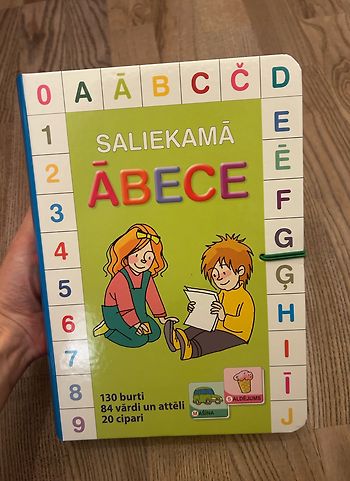 0 A Ā B C Č D
1
2
3
4
5
6
7
8
9
E
Ē
F
G
Ģ
H
I
Ī
J
SALIEKAMĀ
ĀBECE
130 burti
84 vārdi un attēli
20 cipari
MAŠĪNA
SALDĒJUMS